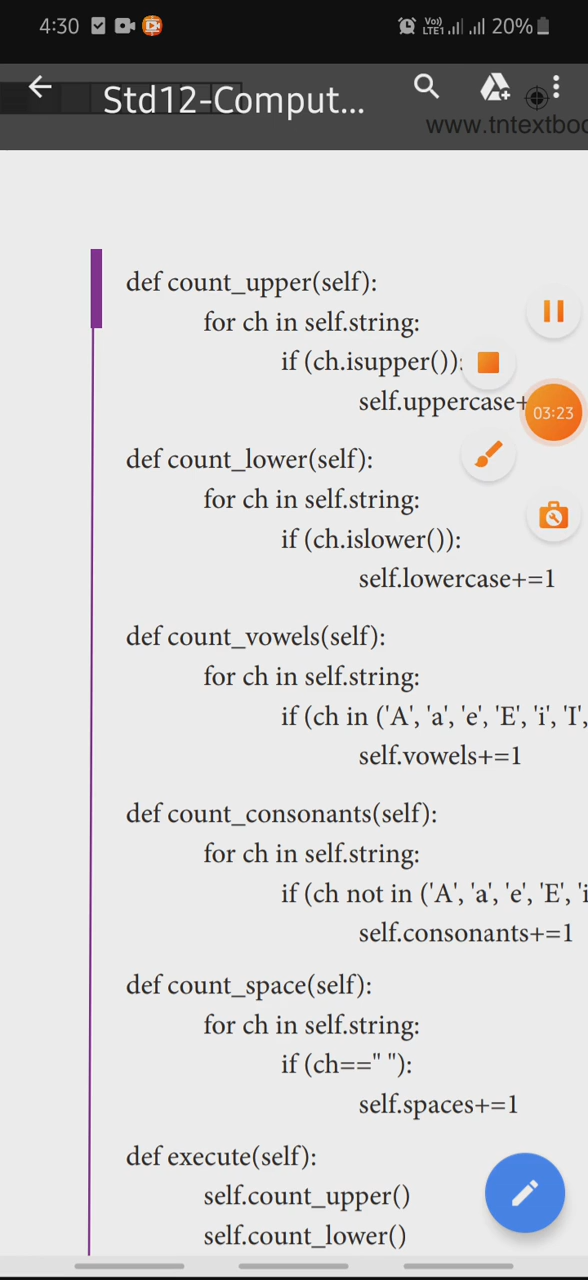 4:30 Vo)) LTE1 20%
Std12-Comput...
www.tntextboo
def count_upper(self):
for ch in self.string:
if (ch.isupper()):
self.uppercase+
03:23
def count_lower(self):
for ch in self.string:
if (ch.islower()):
self.lowercase+=1
def count_vowels(self):
for ch in self.string:
if (ch in ('A', 'a', 'e', 'E', 'i', 'I',
self.vowels+=1
def count_consonants(self):
for ch in self.string:
if (ch not in ('A', 'a', 'e', 'E', 'i
self.consonants+=1
def count_space(self):
for ch in self.string:
if (ch==" "):
self.spaces+=1
def execute(self):
self.count_upper()
self.count_lower()